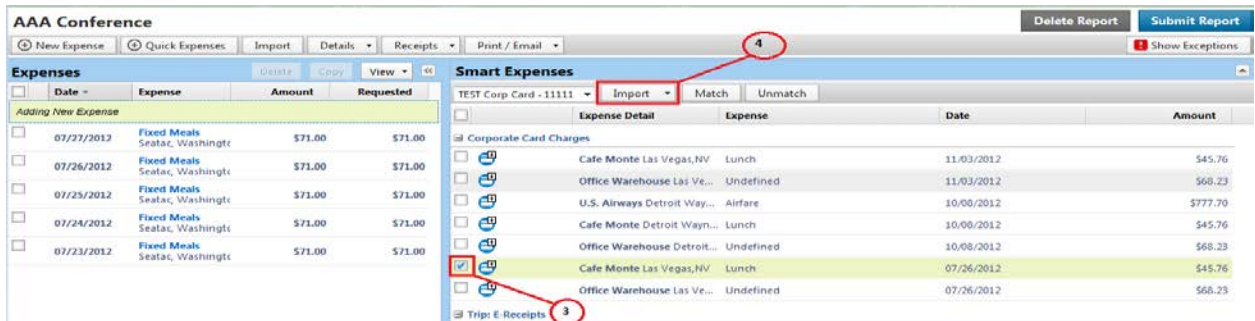 AAA Conference
Delete Report Submit Report
New Expense Quick Expenses Import Details Receipts Print / Email 4 Show Exceptions
Expenses Delete Copy View
Date Expense Amount Requested
Adding New Expense
07/27/2012 Fixed Meals $71.00 $71.00
Seatac, Washingtc
07/26/2012 Fixed Meals $71.00 $71.00
Seatac, Washingtc
07/25/2012 Fixed Meals $71.00 $71.00
Seatac, Washingtc
07/24/2012 Fixed Meals $71.00 $71.00
Seatac, Washingtc
07/23/2012 Fixed Meals $71.00 $71.00
Seatac, Washingtc
Smart Expenses
TEST Corp Card - 11111 Import Match Unmatch
Expense Detail Expense Date Amount
Corporate Card Charges
Cafe Monte Las Vegas,NV Lunch 11/03/2012 $45.76
Office Warehouse Las Ve... Undefined 11/03/2012 $68.23
U.S. Airways Detroit Way... Airfare 10/08/2012 $777.70
Cafe Monte Detroit Wayn... Lunch 10/08/2012 $45.76
Office Warehouse Detroit... Undefined 10/08/2012 $68.23
Cafe Monte Las Vegas,NV Lunch 07/26/2012 $45.76
Office Warehouse Las Ve... Undefined 07/26/2012 $68.23
Trip: E-Receipts 3